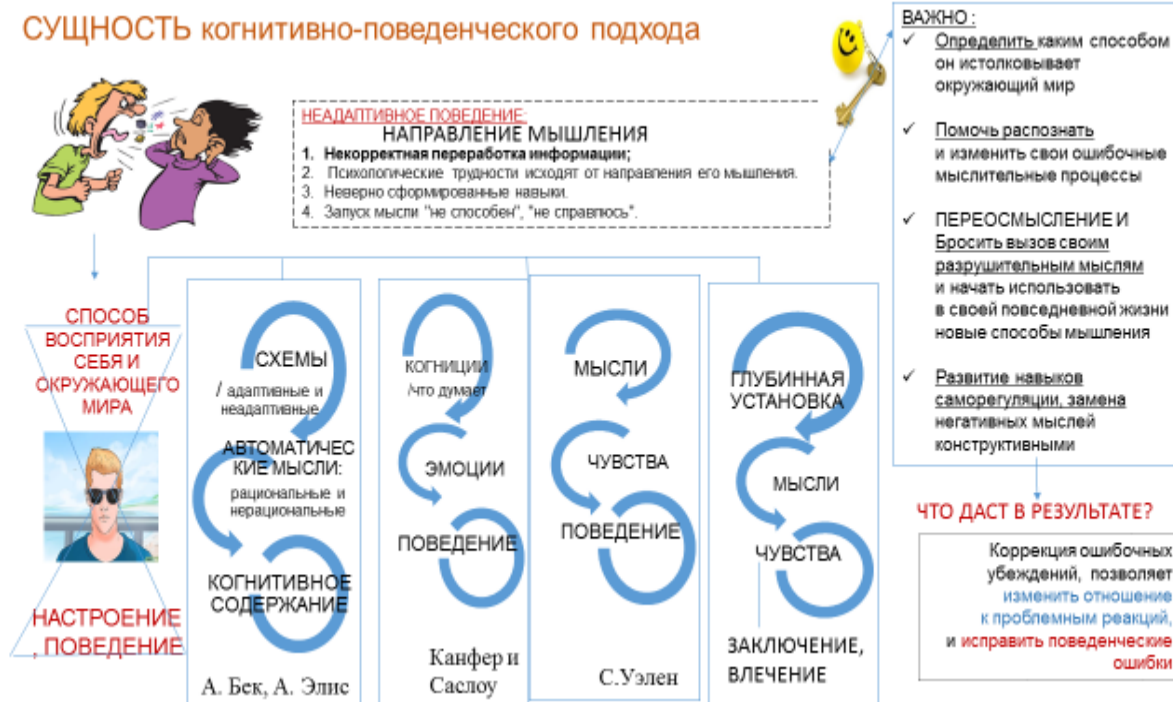 СУЩНОСТЬ когнитивно-поведенческого подхода
НЕАДАПТИВНОЕ ПОВЕДЕНИЕ:
НАПРАВЛЕНИЕ МЫШЛЕНИЯ
1. Некорректная переработка информации;
2. Психологические трудности исходят от направления его мышления.
3. Неверно сформированные навыки.
4. Запуск мысли "не способен", "не справлюсь".
СПОСОБ
ВОСПРИЯТИЯ
СЕБЯ И
ОКРУЖАЮЩЕГО
МИРА
НАСТРОЕНИЕ
, ПОВЕДЕНИЕ
СХЕМЫ
/ адаптивные и
неадаптивные
АВТОМАТИЧЕС
КИЕ МЫСЛИ:
рациональные и
нерациональные
КОГНИТИВНОЕ
СОДЕРЖАНИЕ
А. Бек, А. Элис
КОГНИЦИИ
/что думает
ЭМОЦИИ
ПОВЕДЕНИЕ
Канфер и
Саслоу
МЫСЛИ
ЧУВСТВА
ПОВЕДЕНИЕ
С.Уэлен
ГЛУБИННАЯ
УСТАНОВКА
МЫСЛИ
ЧУВСТВА
ЗАКЛЮЧЕНИЕ,
ВЛЕЧЕНИЕ
ВАЖНО :
✓ Определить каким способом
он истолковывает
окружающий мир
✓ Помочь распознать
и изменить свои ошибочные
мыслительные процессы
✓ ПЕРЕОСМЫСЛЕНИЕ И
Бросить вызов своим
разрушительным мыслям
и начать использовать
в своей повседневной жизни
новые способы мышления
✓ Развитие навыков
саморегуляции, замена
негативных мыслей
конструктивными
ЧТО ДАСТ В РЕЗУЛЬТАТЕ?
Коррекция ошибочных
убеждений, позволяет
изменить отношение
к проблемным реакций,
и исправить поведенческие
ошибки